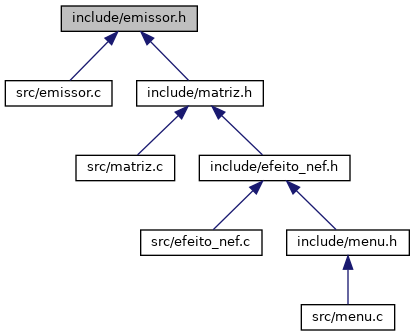 include/emissor.h
src/emissor.c
include/matriz.h
src/matriz.c
include/efeito_nef.h
src/efeito_nef.c
include/menu.h
src/menu.c